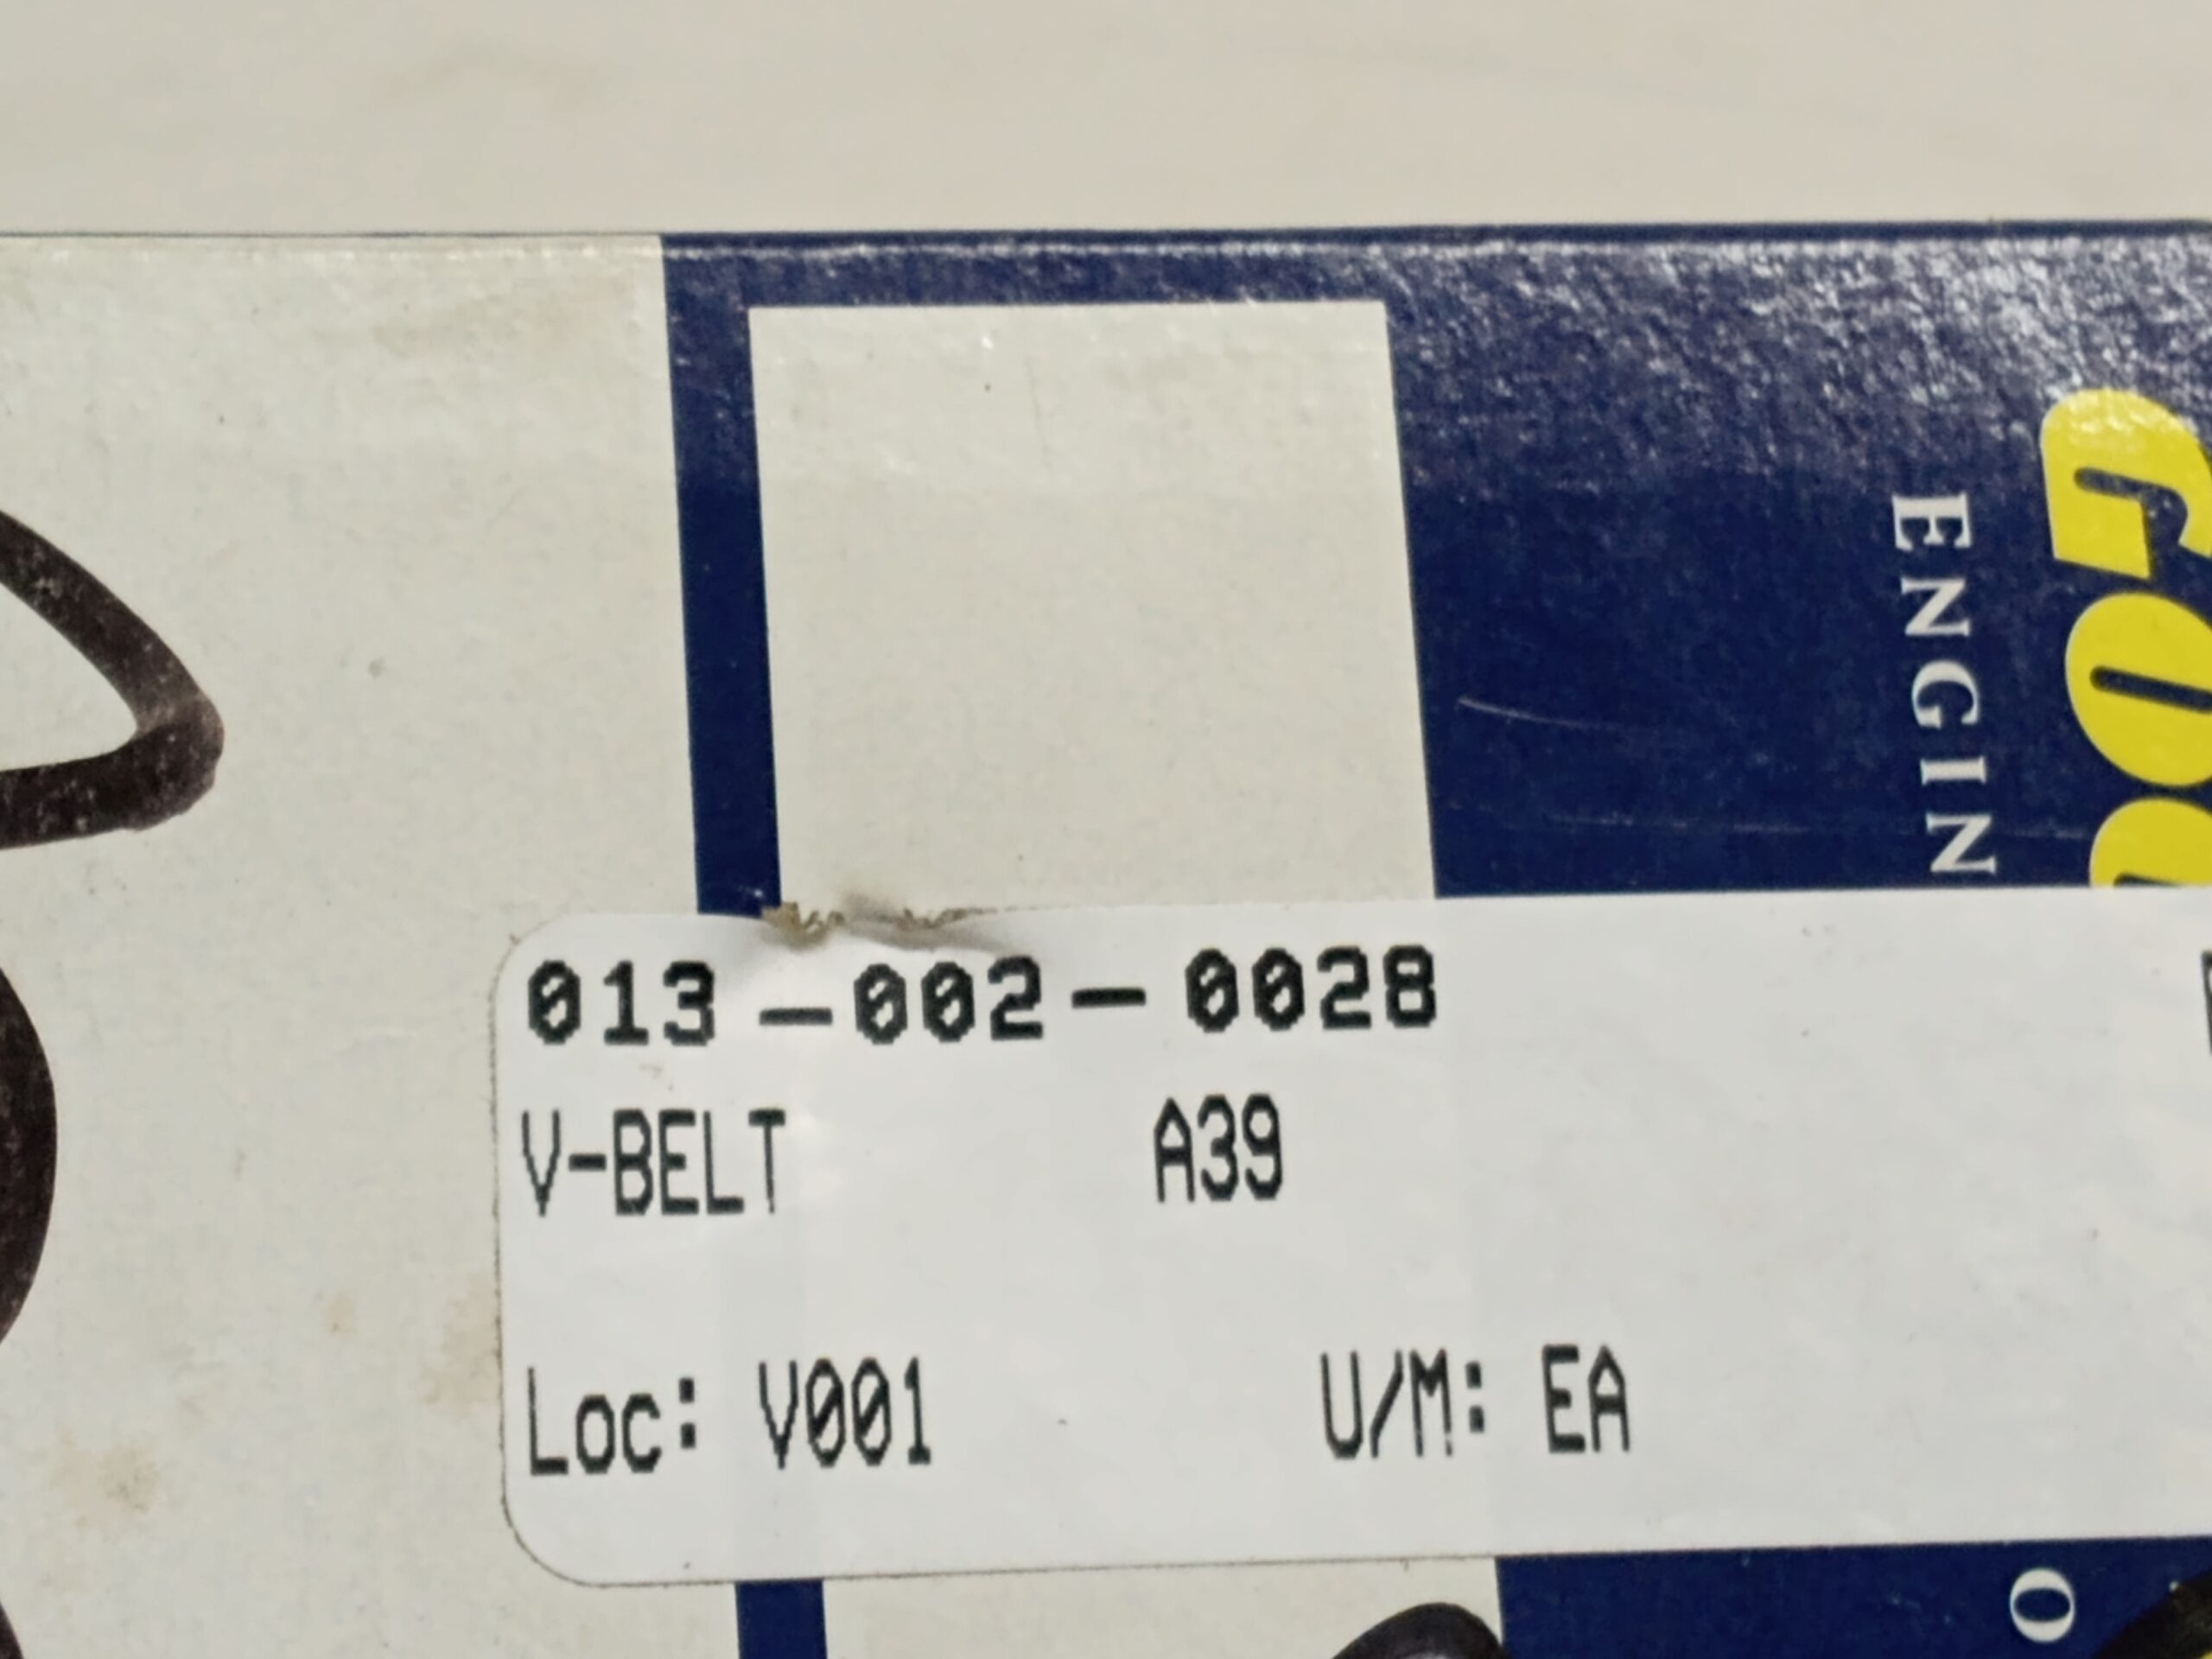 013-002-0028
V-BELT A39
Loc: V001 U/M: EA
ENGIN